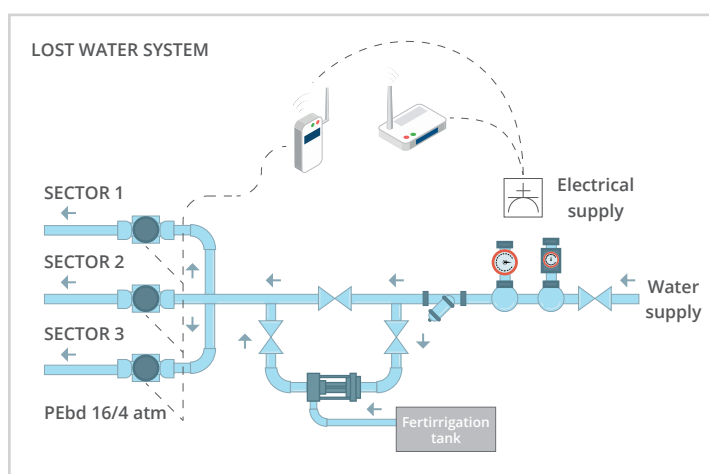 LOST WATER SYSTEM
SECTOR 1
Electrical
supply
SECTOR 2
Water
supply
SECTOR 3
PEbd 16/4 atm
Fertirrigation
tank